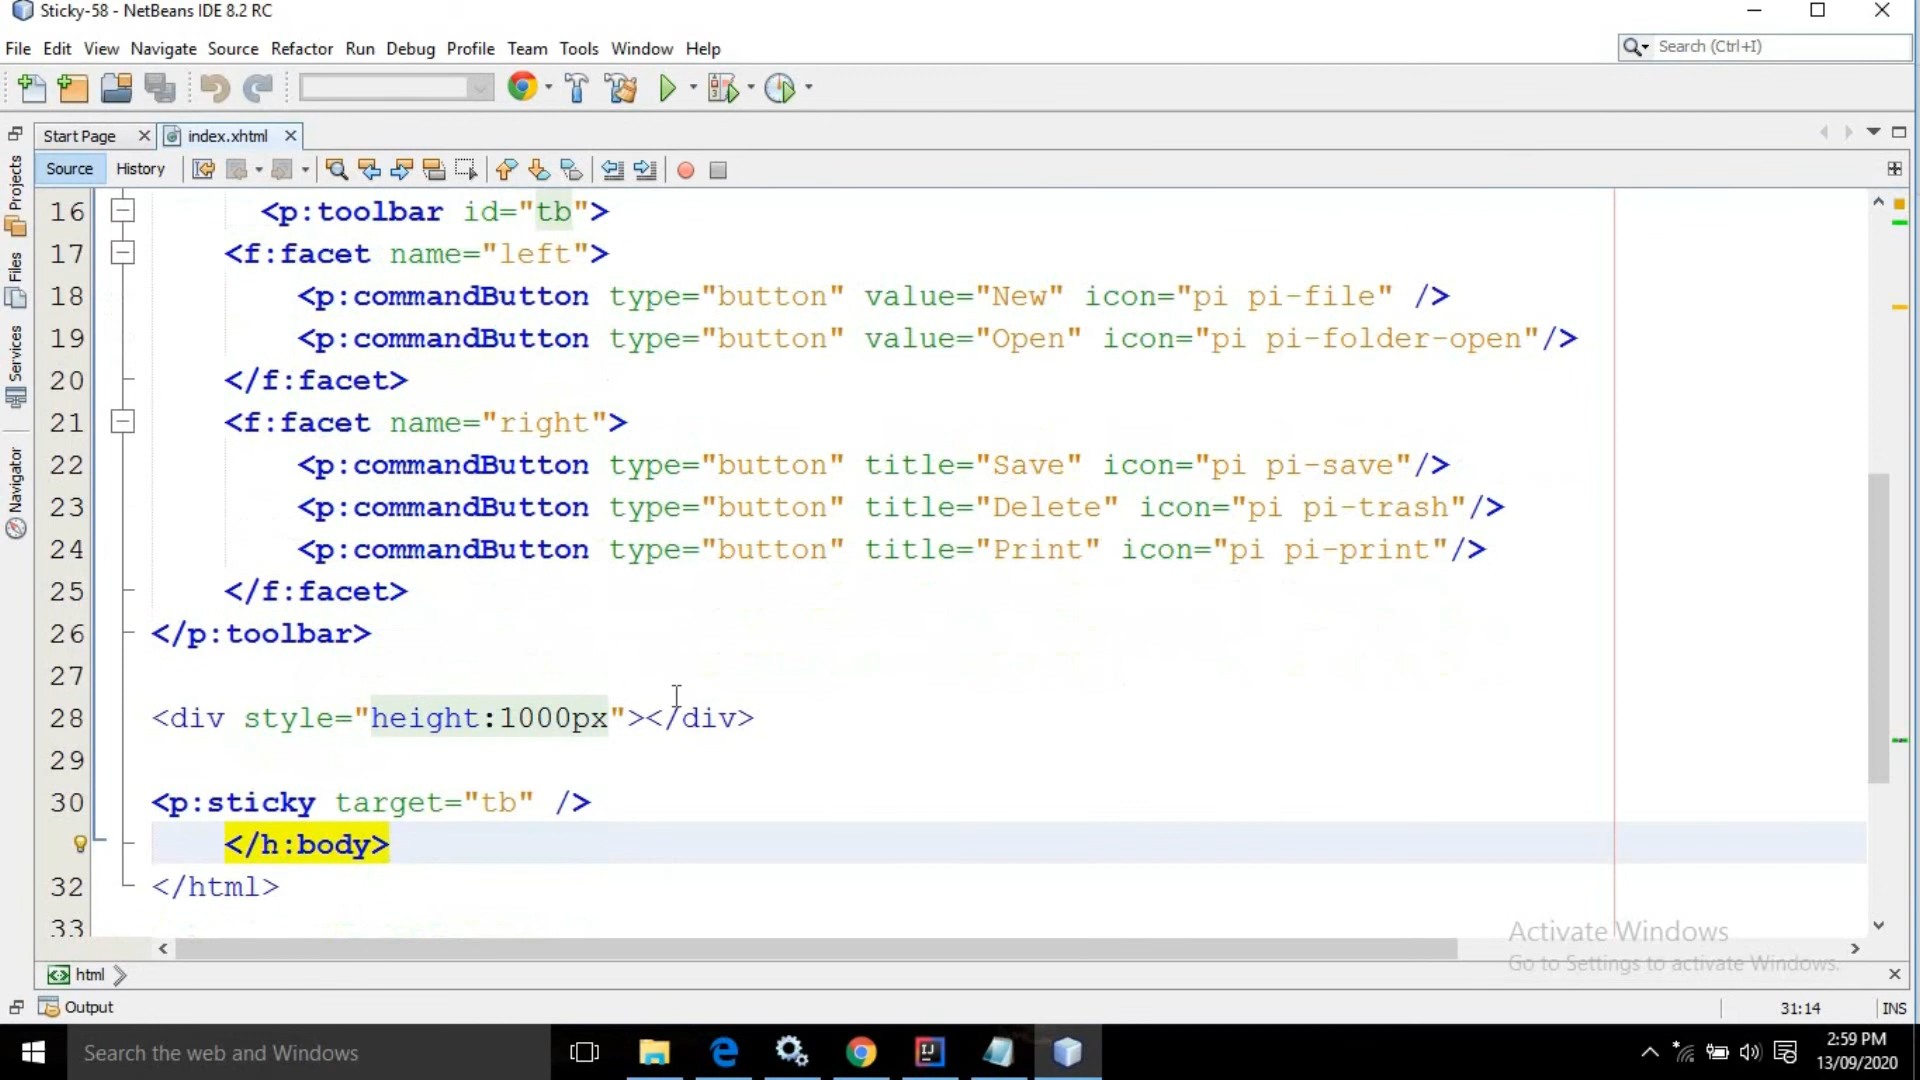 Sticky-58 - NetBeans IDE 8.2 RC
File Edit View Navigate Source Refactor Run Debug Profile Team Tools Window Help
Search (Ctrl+I)
Start Page index.xhtml
Source History
Projects
Files
Services
Navigator
16 <p:toolbar id="tb">
17 <f:facet name="left">
18 <p:commandButton type="button" value="New" icon="pi pi-file" />
19 <p:commandButton type="button" value="Open" icon="pi pi-folder-open"/>
20 </f:facet>
21 <f:facet name="right">
22 <p:commandButton type="button" title="Save" icon="pi pi-save"/>
23 <p:commandButton type="button" title="Delete" icon="pi pi-trash"/>
24 <p:commandButton type="button" title="Print" icon="pi pi-print"/>
25 </f:facet>
26 </p:toolbar>
27
28 <div style="height:1000px"></div>
29
30 <p:sticky target="tb" />
</h:body>
32 </html>
33
Activate Windows
Go to Settings to activate Windows.
html
Output
31:14 INS
Search the web and Windows
2:59 PM
13/09/2020